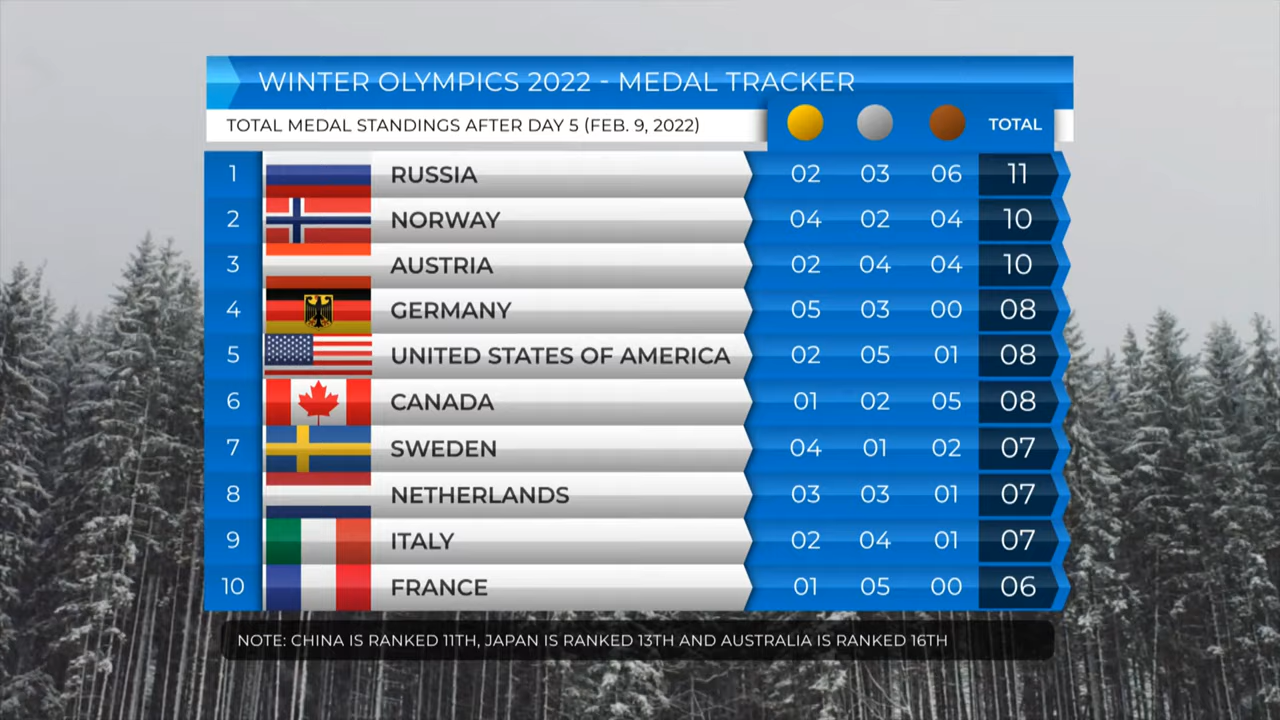 WINTER OLYMPICS 2022 - MEDAL TRACKER
TOTAL MEDAL STANDINGS AFTER DAY 5 (FEB. 9, 2022) TOTAL
1 RUSSIA 02 03 06 11
2 NORWAY 04 02 04 10
3 AUSTRIA 02 04 04 10
4 GERMANY 05 03 00 08
5 UNITED STATES OF AMERICA 02 05 01 08
6 CANADA 01 02 05 08
7 SWEDEN 04 01 02 07
8 NETHERLANDS 03 03 01 07
9 ITALY 02 04 01 07
10 FRANCE 01 05 00 06
NOTE: CHINA IS RANKED 11TH, JAPAN IS RANKED 13TH AND AUSTRALIA IS RANKED 16TH